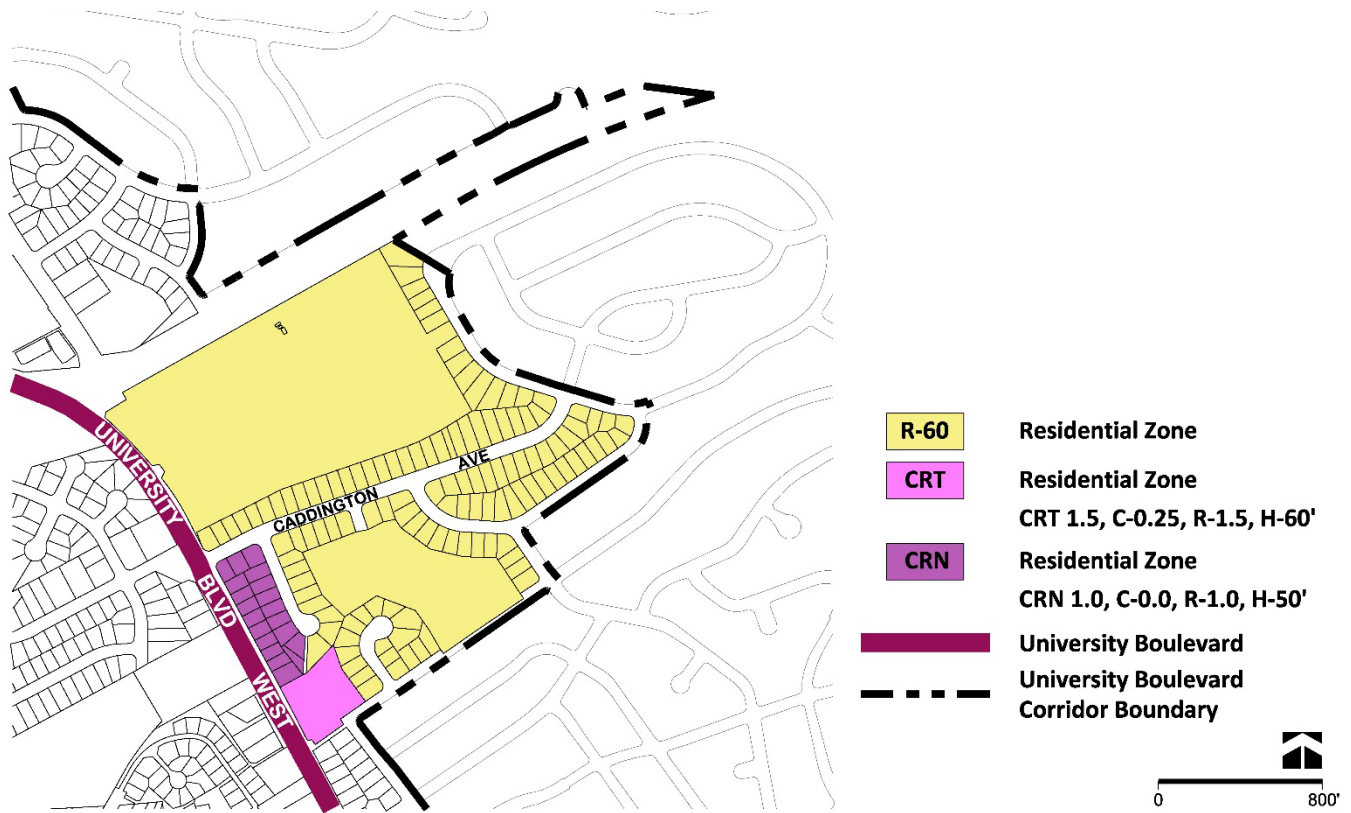 UNIVERSITY
BLVD
WEST
CADDINGTON
AVE
R-60 Residential Zone
CRT Residential Zone
CRT 1.5, C-0.25, R-1.5, H-60'
CRN Residential Zone
CRN 1.0, C-0.0, R-1.0, H-50'
University Boulevard
University Boulevard
Corridor Boundary
0 800'